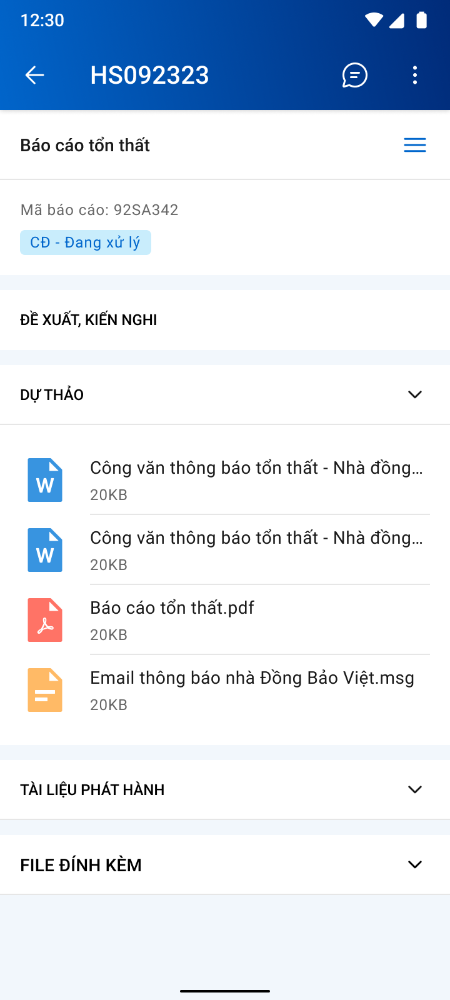 12:30
HS092323
Báo cáo tổn thất
Mã báo cáo: 92SA342
CĐ - Đang xử lý
ĐỀ XUẤT, KIẾN NGHI
DỰ THẢO
W
Công văn thông báo tổn thất - Nhà đồng...
20KB
W
Công văn thông báo tổn thất - Nhà đồng...
20KB
Báo cáo tổn thất.pdf
20KB
Email thông báo nhà Đồng Bảo Việt.msg
20KB
TÀI LIỆU PHÁT HÀNH
FILE ĐÍNH KÈM